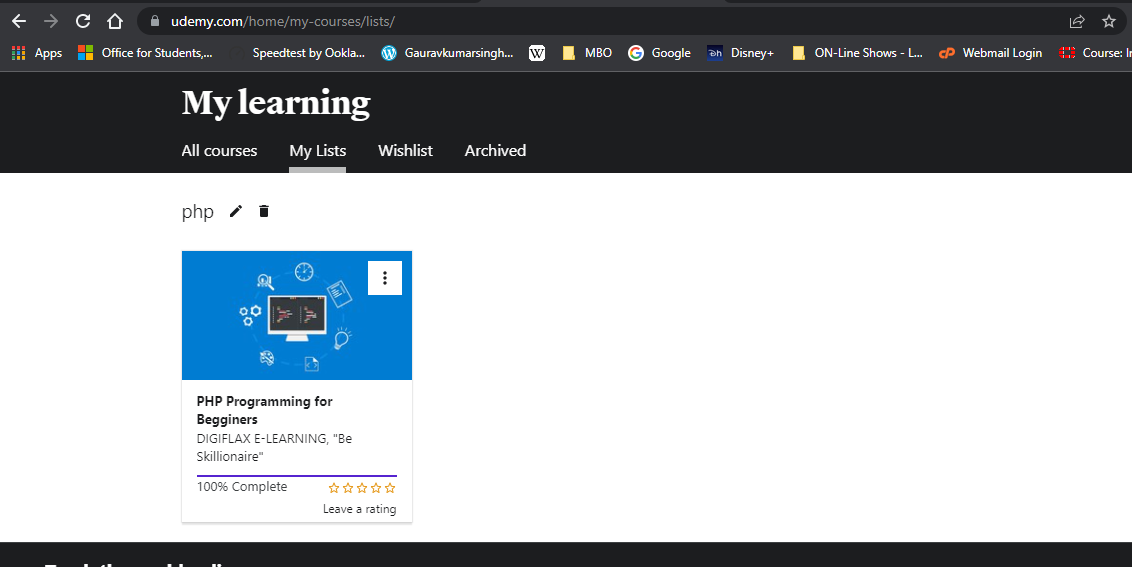 udemy.com/home/my-courses/lists/
Apps Office for Students,... Speedtest by Ookla... Gauravkumarsingh... W MBO G Google Disney+ ON-Line Shows - L... cP Webmail Login Course: Ir
My learning
All courses My Lists Wishlist Archived
php
PHP Programming for
Begginers
DIGIFLAX E-LEARNING, "Be
Skillionaire"
100% Complete
Leave a rating